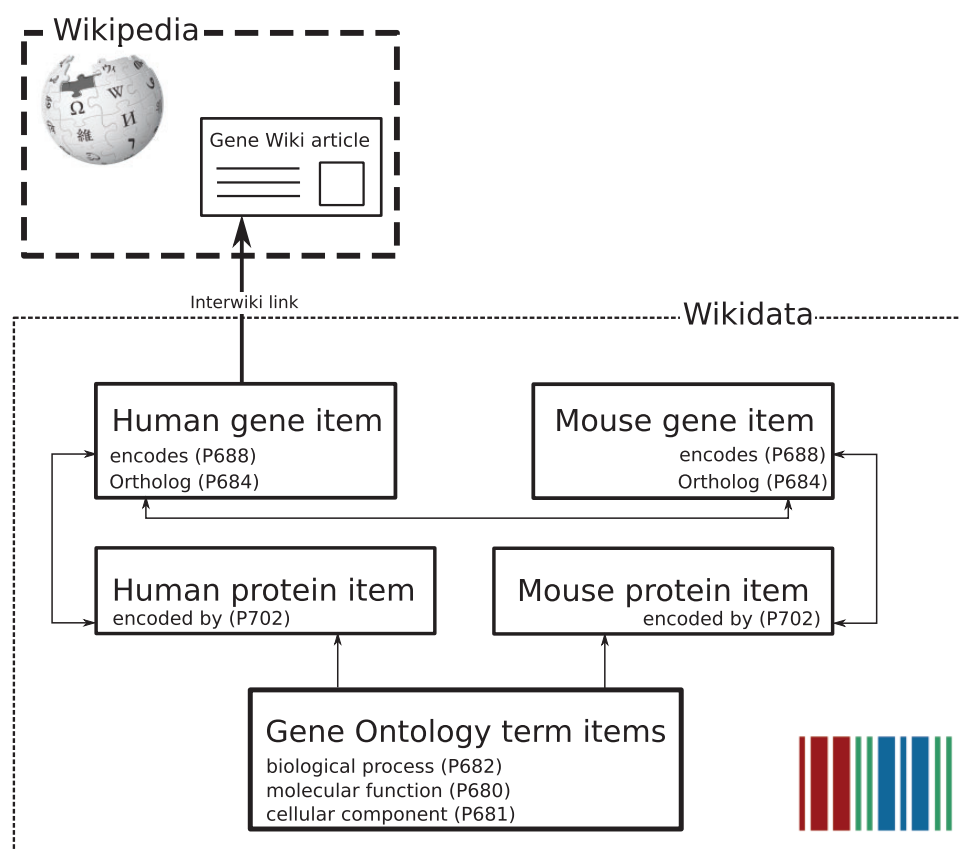 Wikipedia
Ω W И 維 7
Gene Wiki article
Interwiki link
Wikidata
Human gene item
encodes (P688)
Ortholog (P684)
Mouse gene item
encodes (P688)
Ortholog (P684)
Human protein item
encoded by (P702)
Mouse protein item
encoded by (P702)
Gene Ontology term items
biological process (P682)
molecular function (P680)
cellular component (P681)